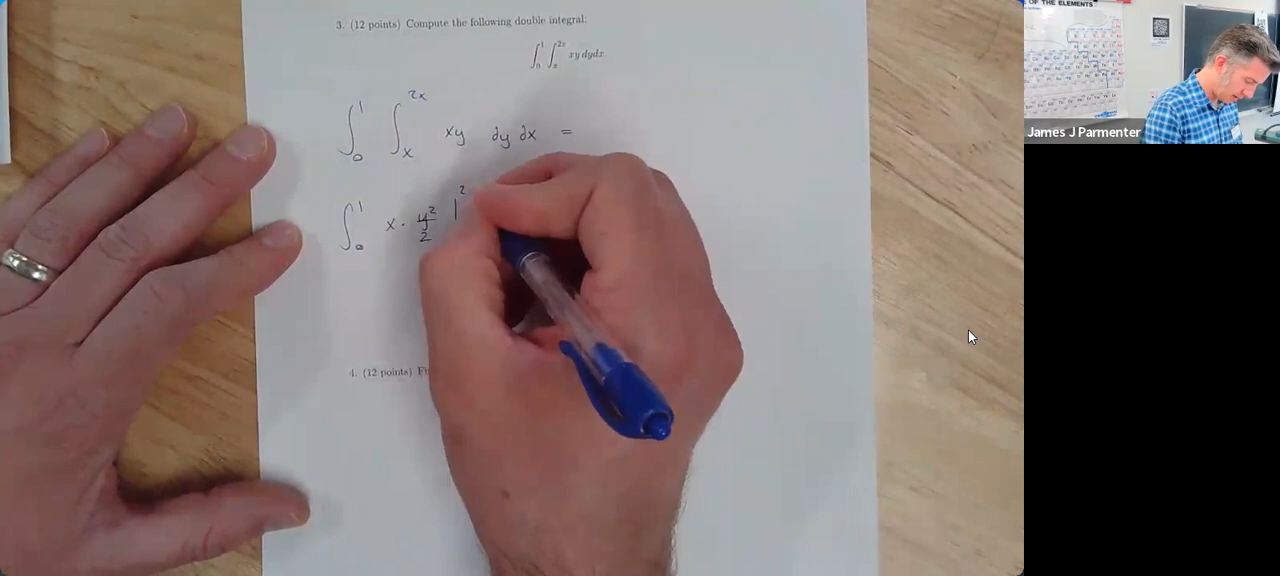 OF THE ELEMENTS
3. (12 points) Compute the following double integral:
∫₀¹ ∫ₓ²ˣ xy dydx
∫₀¹ ∫ₓ²ˣ xy dy dx =
∫₀¹ x · y²/2 |²
4. (12 points)
James J Parmenter